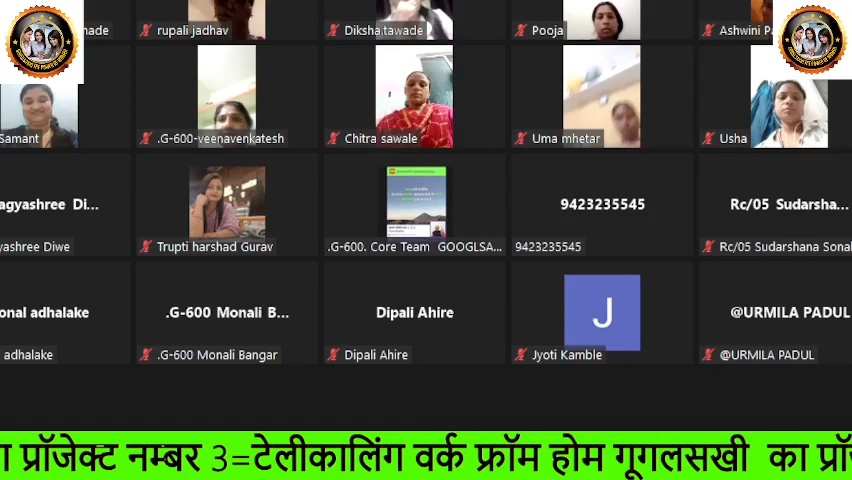 nade
rupali jadhav
Diksha tawade
Pooja
Ashwini Pa
Samant
.G-600-veenavenkatesh
Chitra sawale
Uma mhetar
Usha
agyashree Di...
9423235545
Rc/05 Sudarsha...
yashree Diwe
Trupti harshad Gurav
.G-600. Core Team GOOGLSA...
9423235545
Rc/05 Sudarshana Sonal
onal adhalake
.G-600 Monali B...
Dipali Ahire
J
@URMILA PADUL
adhalake
.G-600 Monali Bangar
Dipali Ahire
Jyoti Kamble
@URMILA PADUL
ा प्रॉजेक्ट नम्बर 3=टेलीकालिंग वर्क फ्रॉम होम गूगलसखी का प्रॉ